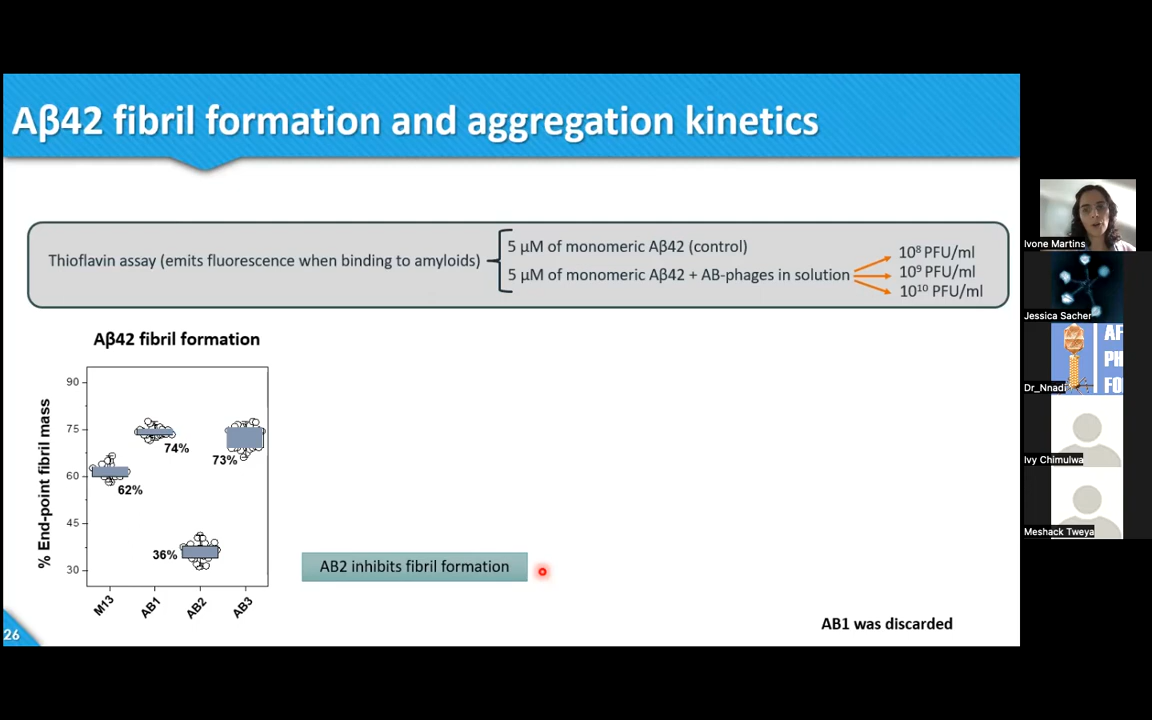 Aβ42 fibril formation and aggregation kinetics
Thioflavin assay (emits fluorescence when binding to amyloids)
5 µM of monomeric Aβ42 (control)
5 µM of monomeric Aβ42 + AB-phages in solution
10⁸ PFU/ml
10⁹ PFU/ml
10¹⁰ PFU/ml
Aβ42 fibril formation
% End-point fibril mass
90
75
60
45
30
62%
74%
36%
73%
M13
AB1
AB2
AB3
AB2 inhibits fibril formation
AB1 was discarded
26
Ivone Martins
Jessica Sacher
AF
PH
FO
Dr_Nnadi
Ivy Chimulwa
Meshack Tweya